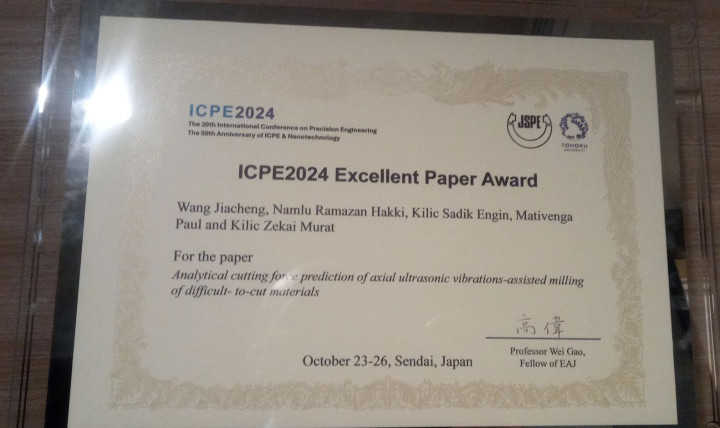 ICPE2024
The 20th International Conference on Precision Engineering
The 50th Anniversary of ICPE & Nanotechnology
JSPE
TOHOKU
UNIVERSITY
ICPE2024 Excellent Paper Award
Wang Jiacheng, Namlu Ramazan Hakki, Kilic Sadik Engin, Mativenga
Paul and Kilic Zekai Murat
For the paper
Analytical cutting force prediction of axial ultrasonic vibrations-assisted milling
of difficult- to-cut materials
高偉
Professor Wei Gao,
Fellow of EAJ
October 23-26, Sendai, Japan